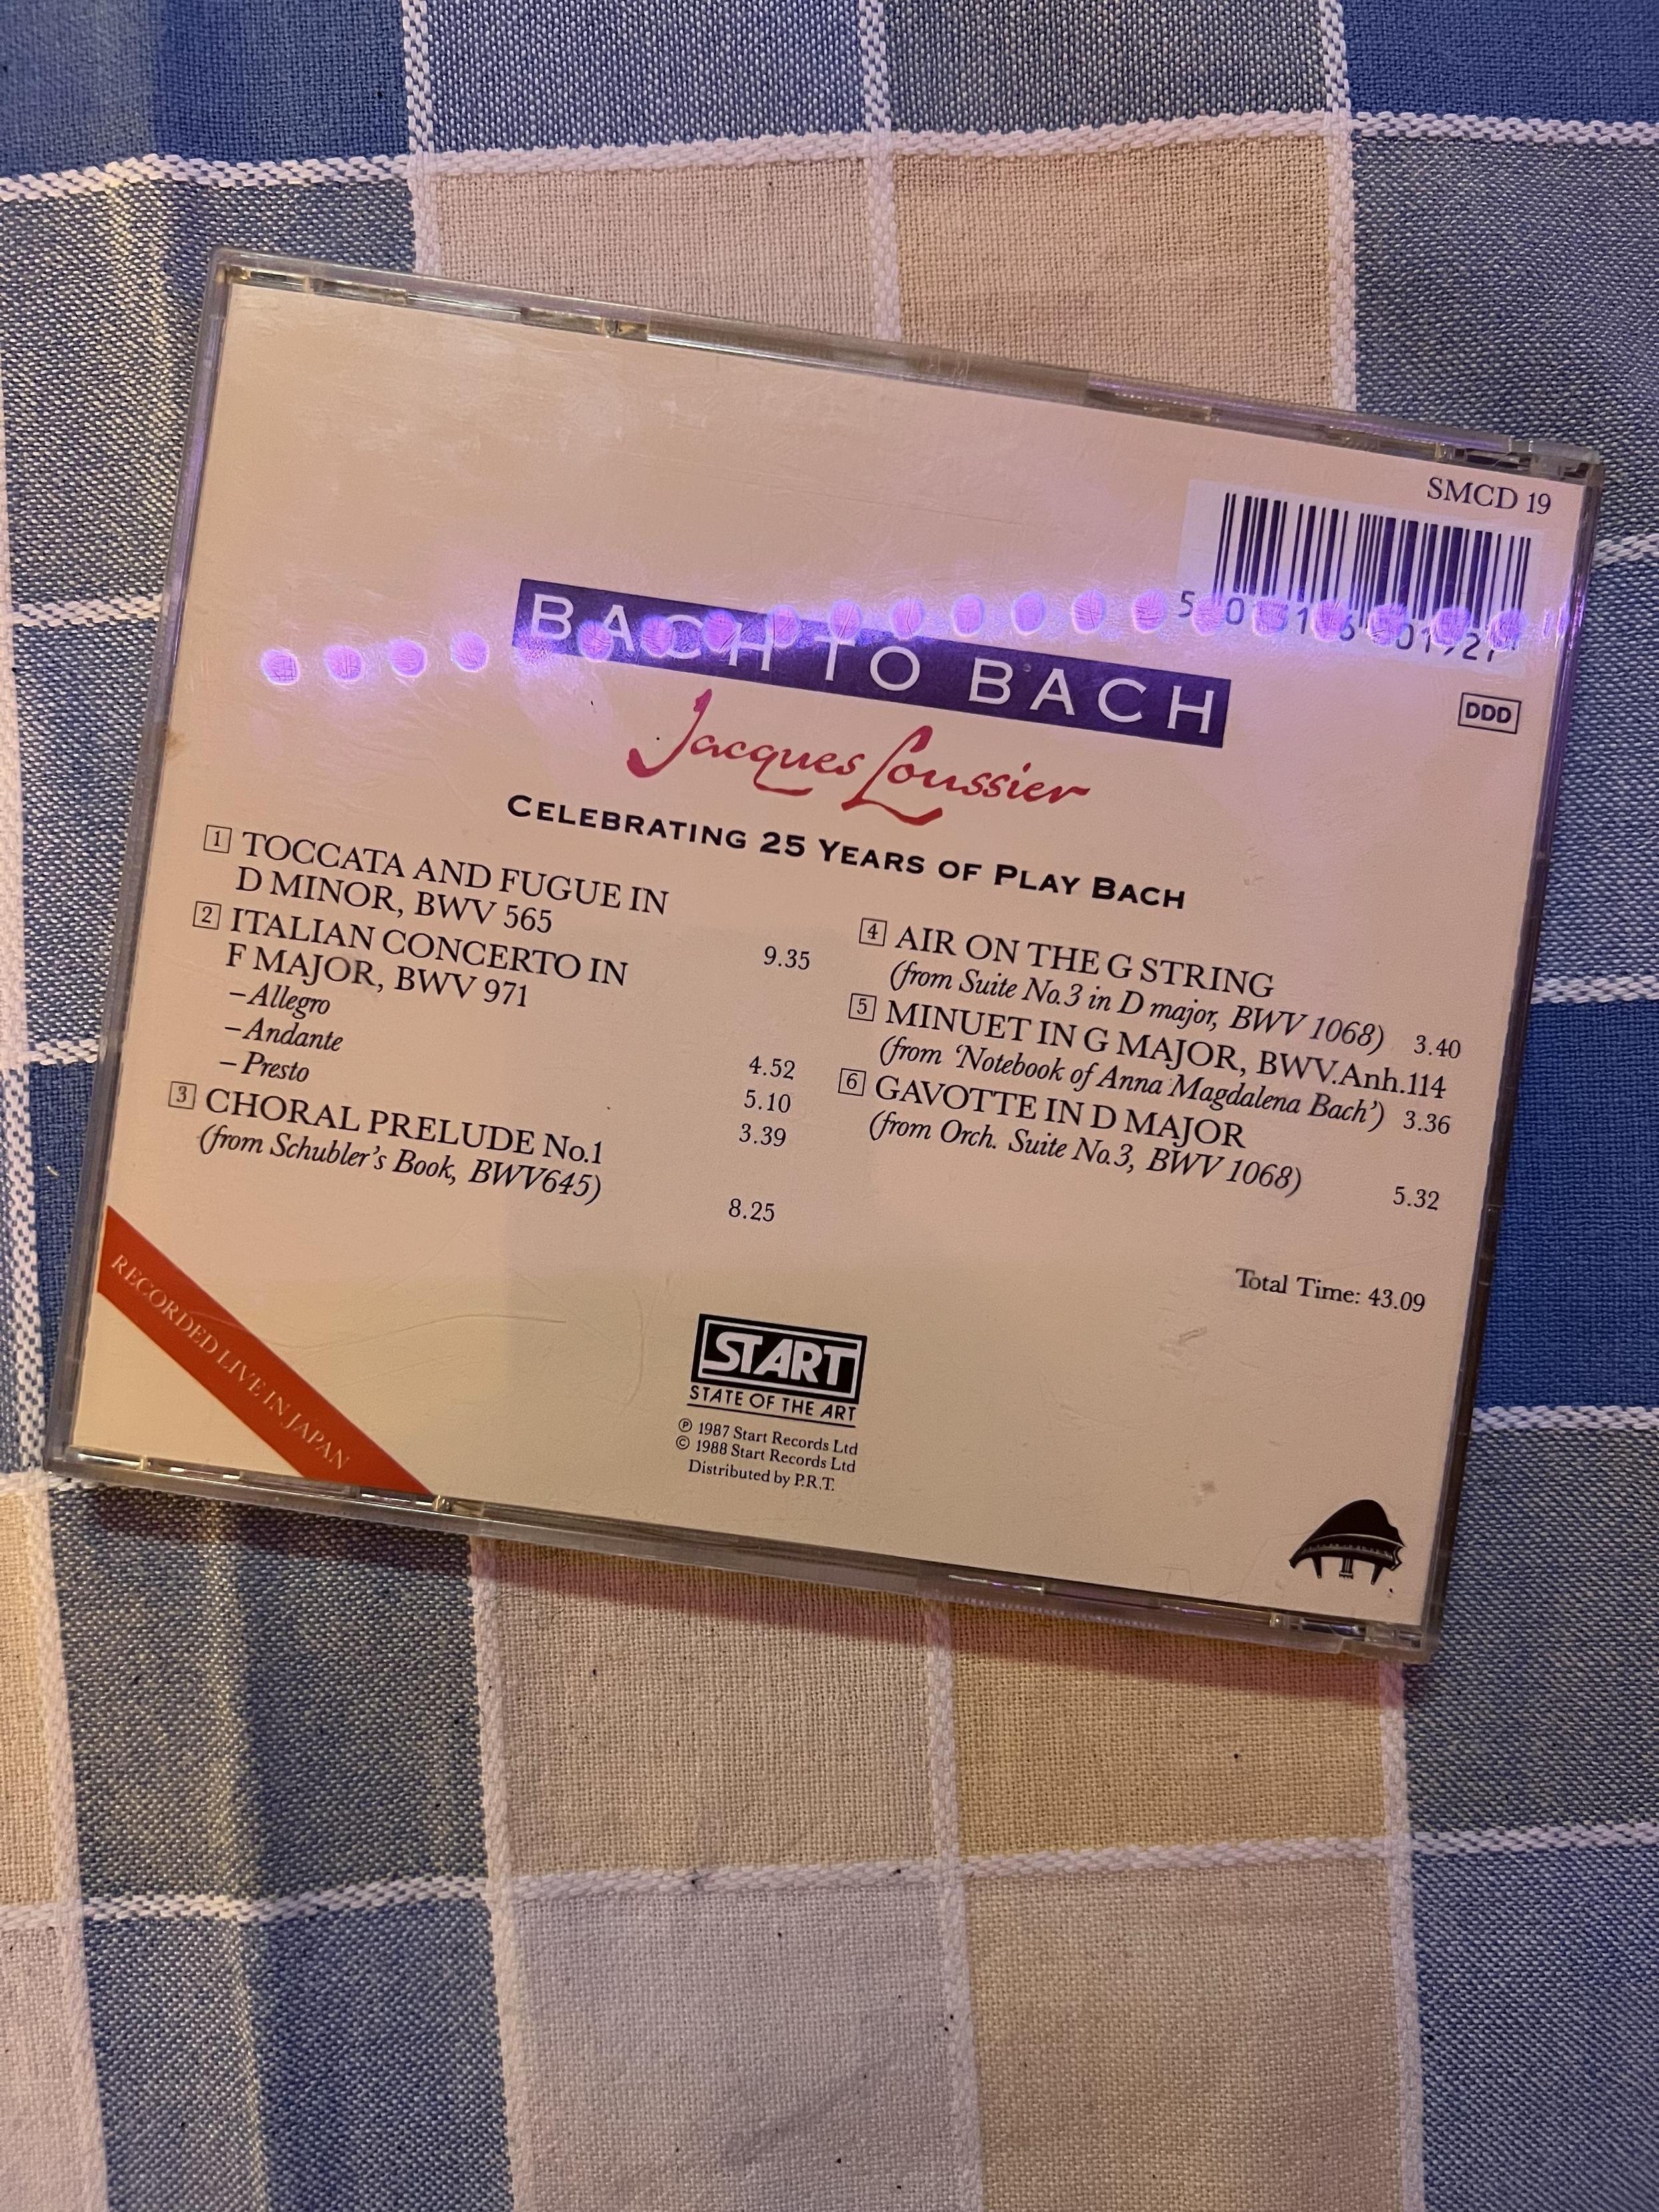 SMCD 19
BACH TO BACH
DDD
Jacques Loussier
CELEBRATING 25 YEARS OF PLAY BACH
1 TOCCATA AND FUGUE IN
D MINOR, BWV 565 9.35
2 ITALIAN CONCERTO IN
F MAJOR, BWV 971
–Allegro 4.52
–Andante 5.10
–Presto 3.39
3 CHORAL PRELUDE No.1
(from Schubler's Book, BWV645) 8.25
4 AIR ON THE G STRING
(from Suite No.3 in D major, BWV 1068) 3.40
5 MINUET IN G MAJOR, BWV.Anh.114
(from ‘Notebook of Anna Magdalena Bach’) 3.36
6 GAVOTTE IN D MAJOR
(from Orch. Suite No.3, BWV 1068) 5.32
Total Time: 43.09
RECORDED LIVE IN JAPAN
START
STATE OF THE ART
℗ 1987 Start Records Ltd
© 1988 Start Records Ltd
Distributed by P.R.T.